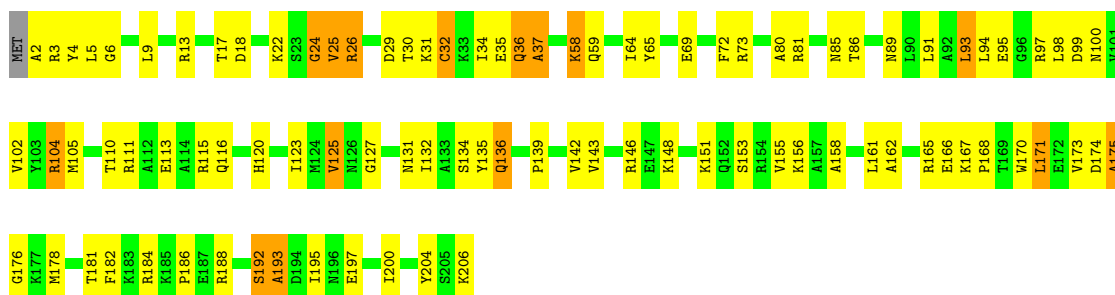 MET A2 R3 Y4 L5 G6 L9 R13 T17 D18 K22 S23 G24 V25 R26 D29 T30 K31 C32 K33 I34 E35 Q36 A37 K58 Q59 I64 Y65 E69 F72 R73 A80 R81 N85 T86 N89 L90 L91 A92 L93 L94 E95 G96 R97 L98 D99 N100 V101
V102 Y103 R104 M105 T110 R111 A112 E113 A114 R115 Q116 H120 I123 M124 V125 N126 G127 N131 I132 A133 S134 Y135 Q136 P139 V142 V143 R146 E147 K148 K151 Q152 S153 R154 V155 K156 A157 A158 L161 A162 R165 E166 K167 P168 T169 W170 L171 E172 V173 D174 A175
G176 K177 M178 T181 F182 K183 R184 K185 P186 E187 R188 S192 A193 D194 I195 N196 E197 I200 Y204 S205 K206